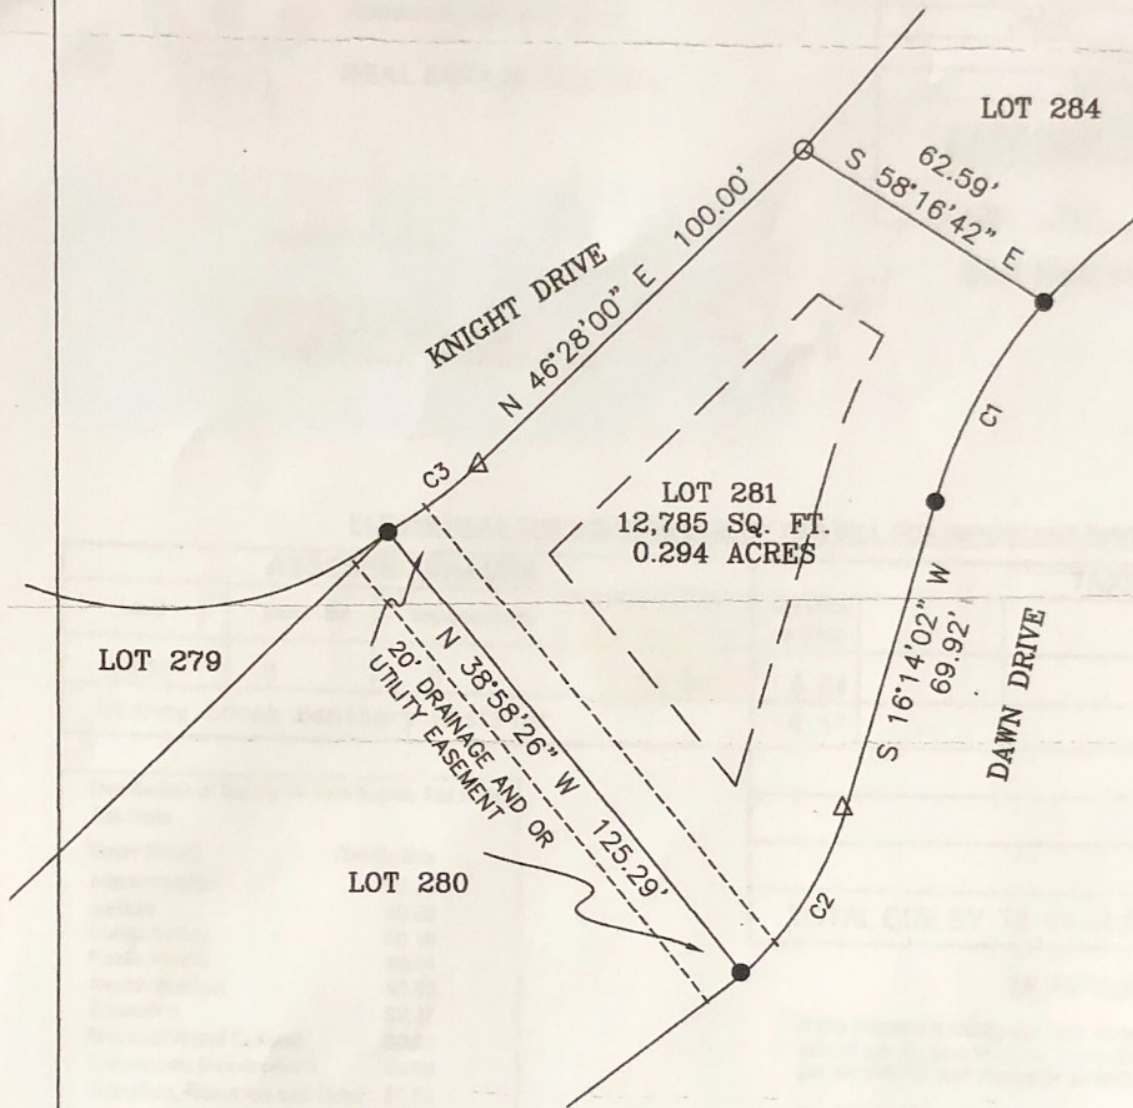 LOT 284
62.59'
S 58°16'42" E
KNIGHT DRIVE
N 46°28'00" E 100.00'
C1
C3
LOT 281
12,785 SQ. FT.
0.294 ACRES
S 16°14'02" W
69.92'
DAWN DRIVE
LOT 279
N 38°58'26" W 125.29'
20' DRAINAGE AND OR
UTILITY EASEMENT
LOT 280
C2